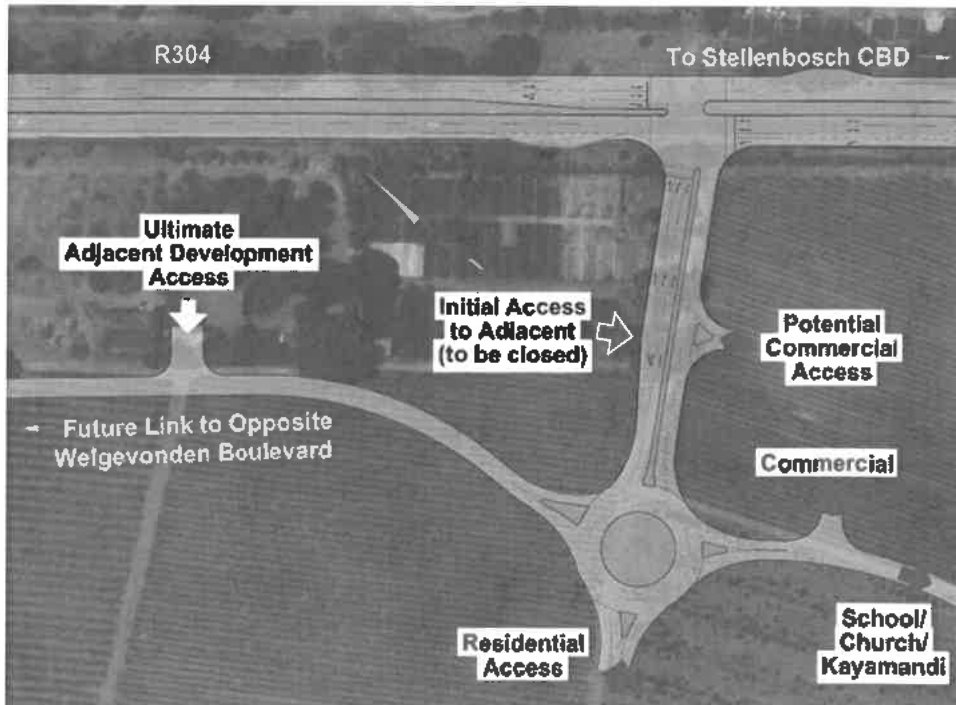 R304
To Stellenbosch CBD
Ultimate
Adjacent Development
Access
Initial Access
to Adjacent
(to be closed)
Potential
Commercial
Access
Future Link to Opposite
Welgevonden Boulevard
Commercial
Residential
Access
School/
Church/
Kayamandi